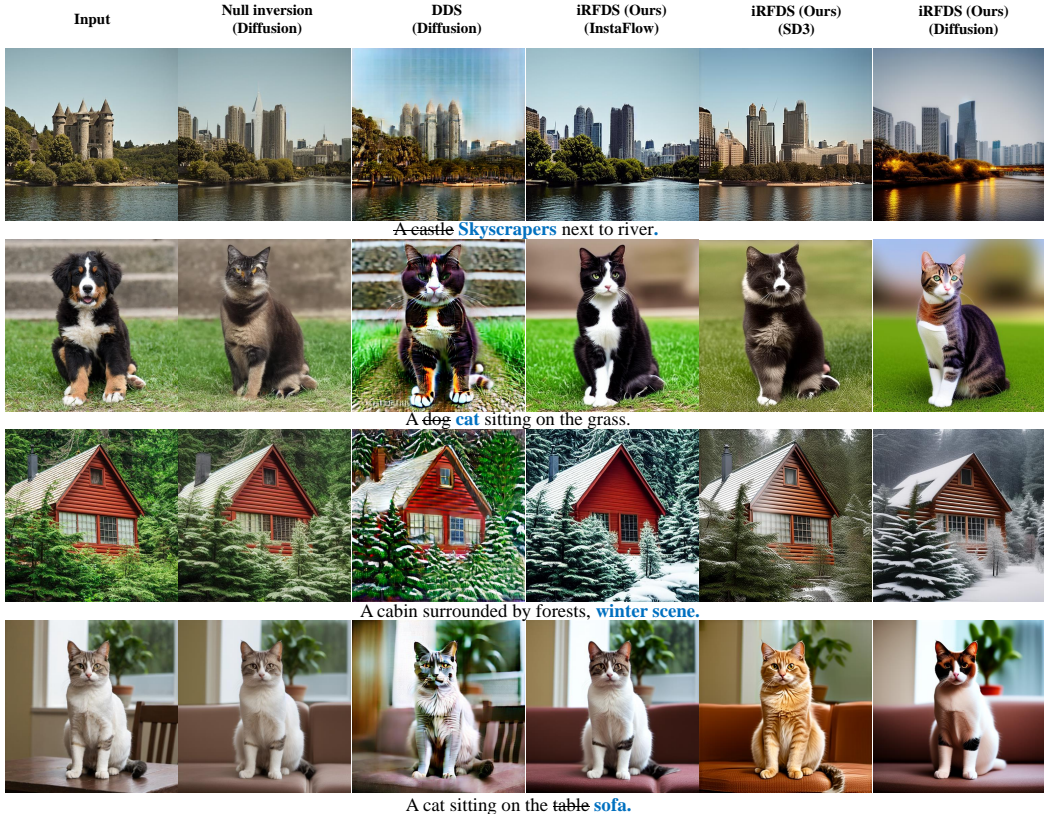 Input
Null inversion
(Diffusion)
DDS
(Diffusion)
iRFDS (Ours)
(InstaFlow)
iRFDS (Ours)
(SD3)
iRFDS (Ours)
(Diffusion)
A castle Skyscrapers next to river.
A dog cat sitting on the grass.
A cabin surrounded by forests, winter scene.
A cat sitting on the table sofa.